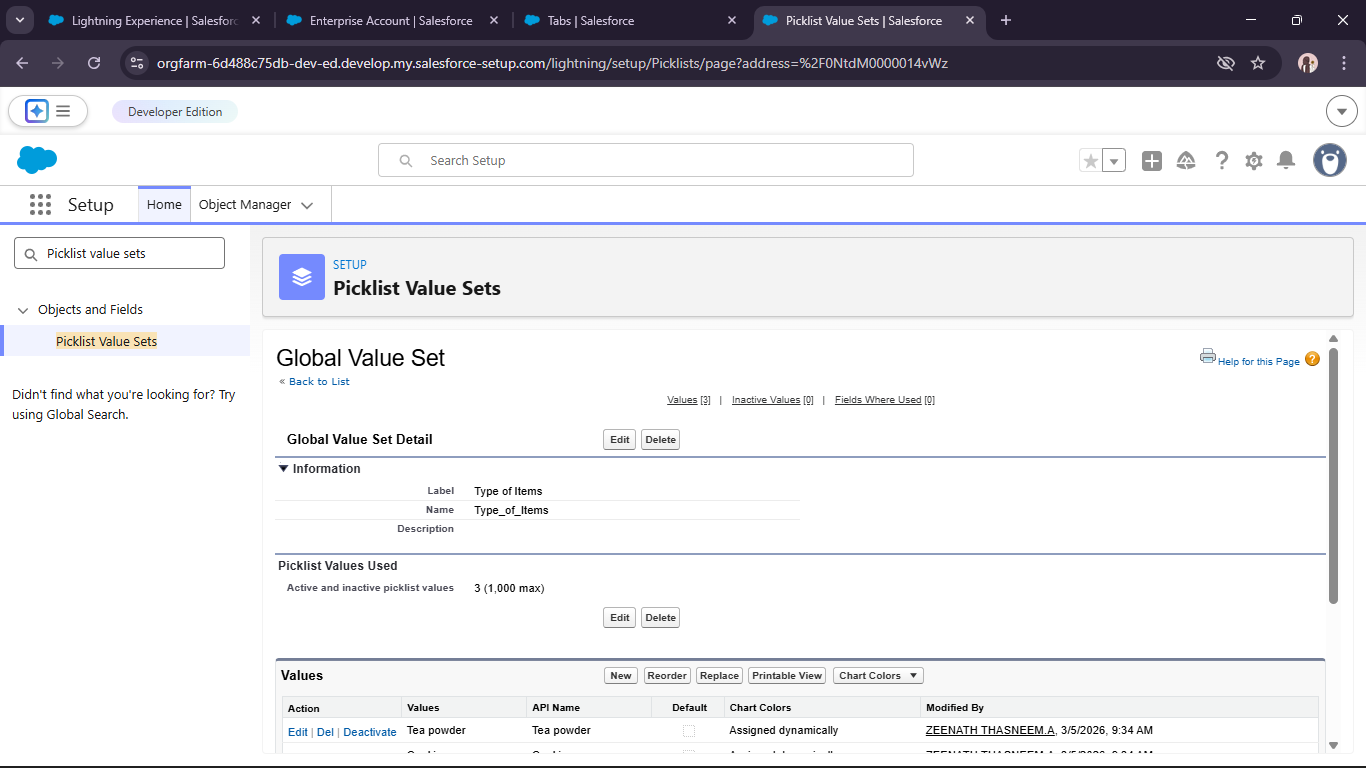 Lightning Experience | Salesforc
Enterprise Account | Salesforce
Tabs | Salesforce
Picklist Value Sets | Salesforce
orgfarm-6d488c75db-dev-ed.develop.my.salesforce-setup.com/lightning/setup/Picklists/page?address=%2F0NtdM0000014vWz
Developer Edition
Search Setup
Setup
Home
Object Manager
Picklist value sets
Objects and Fields
Picklist Value Sets
Didn't find what you're looking for? Try
using Global Search.
SETUP
Picklist Value Sets
Global Value Set
« Back to List
Help for this Page
Values [3] | Inactive Values [0] | Fields Where Used [0]
Global Value Set Detail Edit Delete
Information
Label Type of Items
Name Type_of_Items
Description
Picklist Values Used
Active and inactive picklist values 3 (1,000 max)
Edit Delete
Values New Reorder Replace Printable View Chart Colors
Action Values API Name Default Chart Colors Modified By
Edit | Del | Deactivate Tea powder Tea powder Assigned dynamically ZEENATH THASNEEM.A, 3/5/2026, 9:34 AM